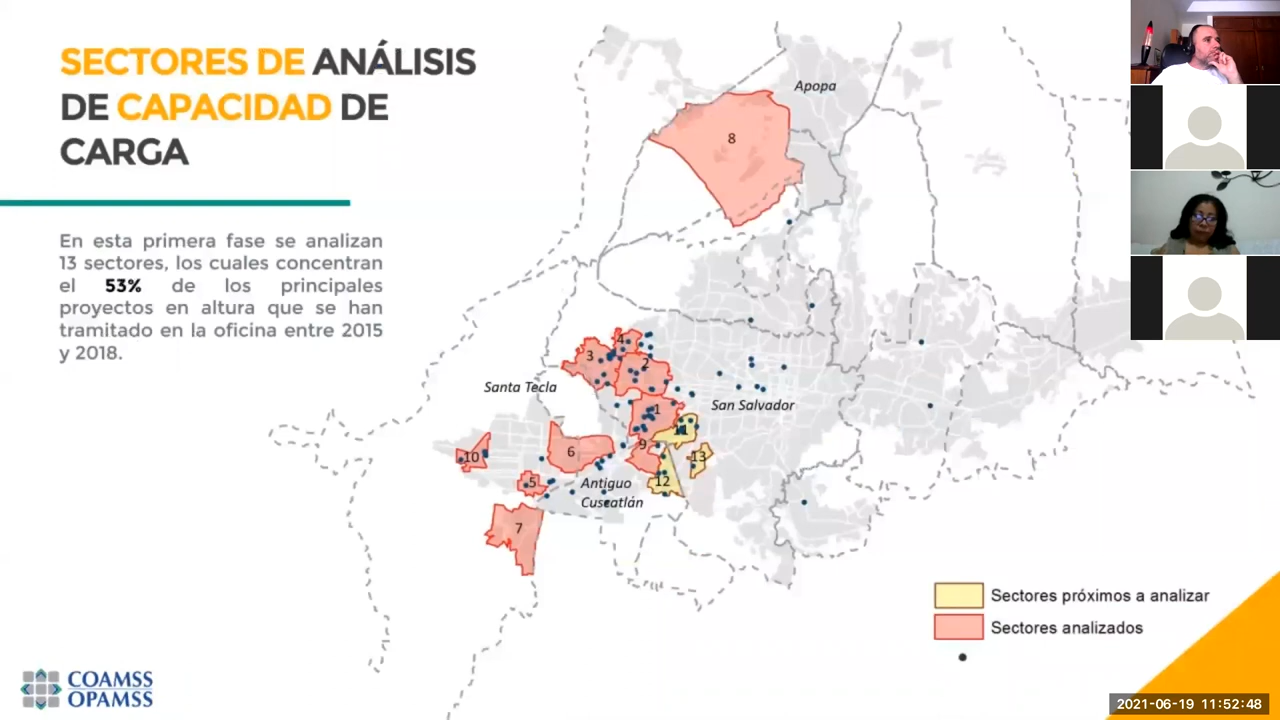 SECTORES DE ANÁLISIS
DE CAPACIDAD DE
CARGA
En esta primera fase se analizan
13 sectores, los cuales concentran
el 53% de los principales
proyectos en altura que se han
tramitado en la oficina entre 2015
y 2018.
Apopa
8
4
3
2
Santa Tecla
San Salvador
1
11
9
6
10
13
5
12
Antiguo
Cuscatlán
7
Sectores próximos a analizar
Sectores analizados
COAMSS
OPAMSS
2021-06-19 11:52:48